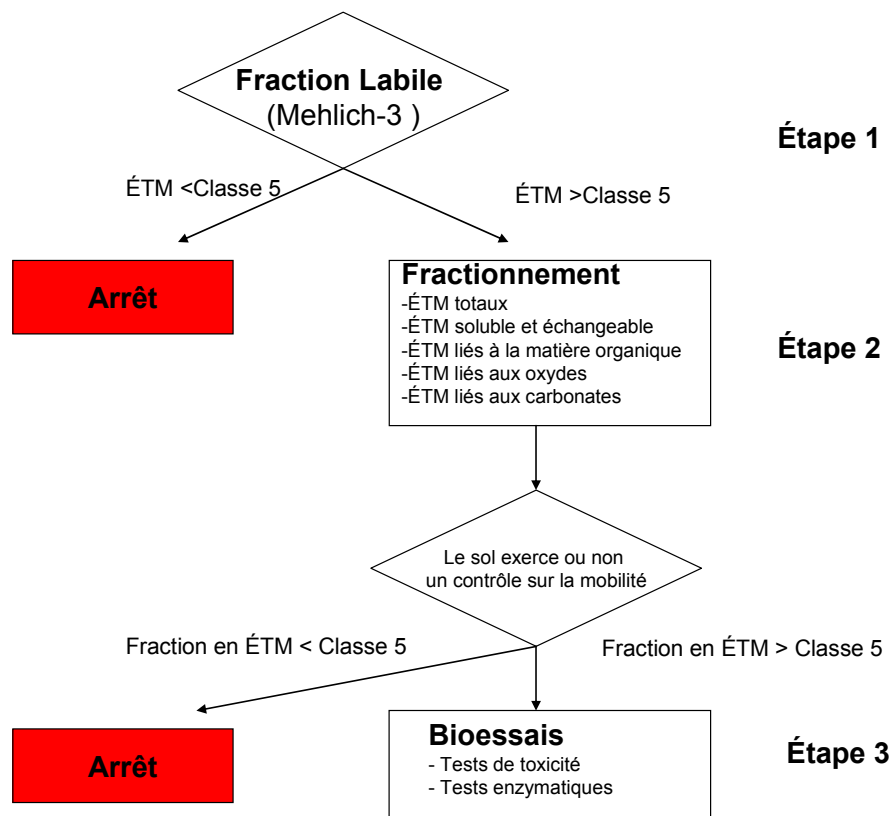 Fraction Labile
(Mehlich-3 )
Étape 1
ÉTM <Classe 5
ÉTM >Classe 5
Arrêt
Fractionnement
-ÉTM totaux
-ÉTM soluble et échangeable
-ÉTM liés à la matière organique
-ÉTM liés aux oxydes
-ÉTM liés aux carbonates
Étape 2
Le sol exerce ou non
un contrôle sur la mobilité
Fraction en ÉTM < Classe 5
Fraction en ÉTM > Classe 5
Arrêt
Bioessais
- Tests de toxicité
- Tests enzymatiques
Étape 3